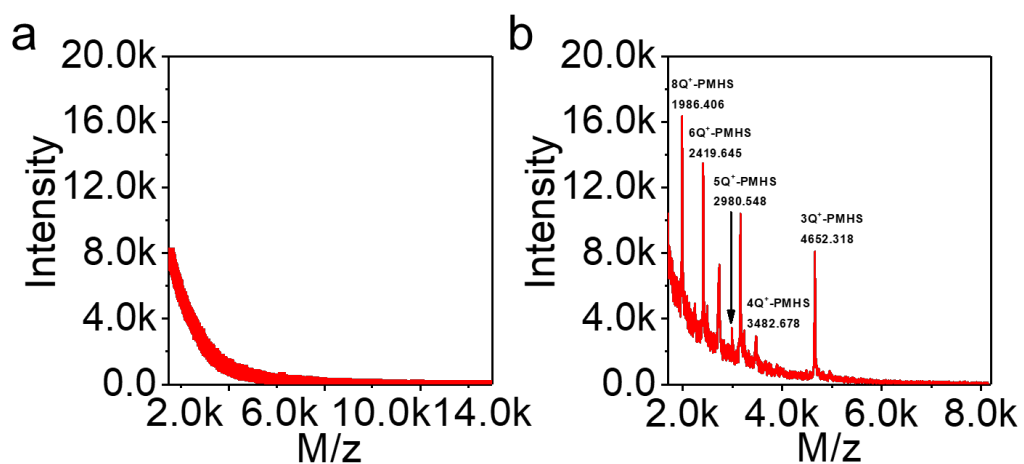 a
Intensity
20.0k
16.0k
12.0k
8.0k
4.0k
0.0
2.0k 6.0k 10.0k 14.0k
M/z
b
Intensity
20.0k
16.0k
12.0k
8.0k
4.0k
0.0
8Q⁺-PMHS
1986.406
6Q⁺-PMHS
2419.645
5Q⁺-PMHS
2980.548
3Q⁺-PMHS
4652.318
4Q⁺-PMHS
3482.678
2.0k 4.0k 6.0k 8.0k
M/z